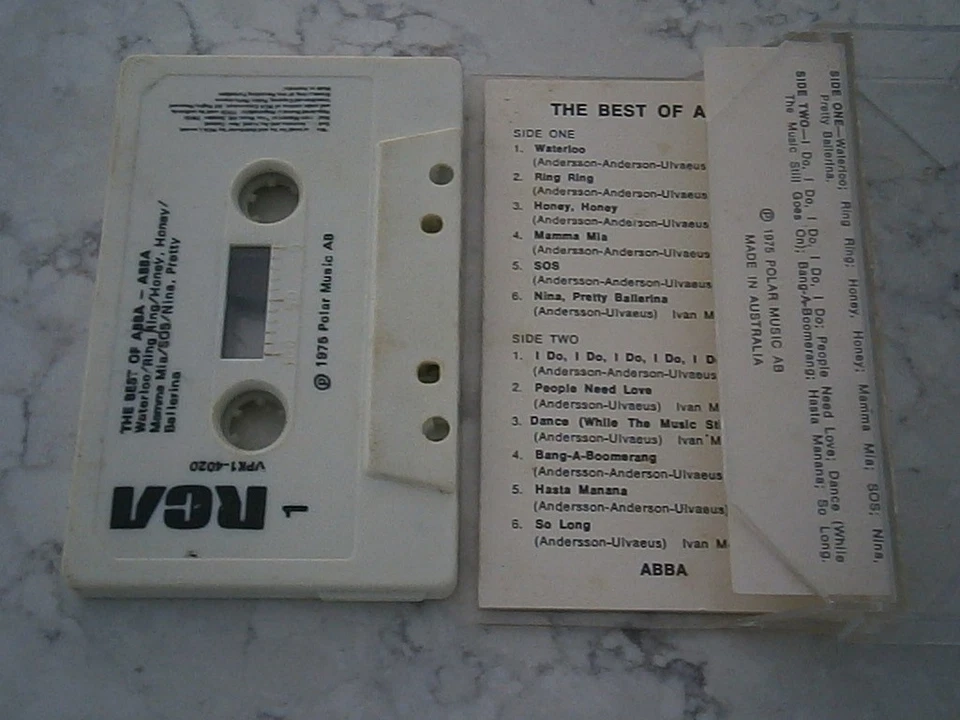 THE BEST OF ABBA - ABBA
Waterloo/Ring Ring/Honey, Honey/
Mamma Mia/SOS/Nina, Pretty
Ballerina
℗ 1975 Polar Music AB
VPK1-4020
RCA
1
THE BEST OF A
SIDE ONE
1. Waterloo
(Andersson-Anderson-Ulvaeus
2. Ring Ring
(Andersson-Anderson-Ulvaeus
3. Honey, Honey
(Andersson-Anderson-Ulvaeus
4. Mamma Mia
(Andersson-Anderson-Ulvaeus
5. SOS
(Andersson-Anderson-Ulvaeus
6. Nina, Pretty Ballerina
(Andersson-Ulvaeus) Ivan M
SIDE TWO
1. I Do, I Do, I Do, I Do, I D
(Andersson-Anderson-Ulvaeus
2. People Need Love
(Andersson-Ulvaeus) Ivan M
3. Dance (While The Music St
(Andersson-Ulvaeus) Ivan M
4. Bang-A-Boomerang
(Andersson-Anderson-Ulvaeus
5. Hasta Manana
(Andersson-Anderson-Ulvaeus
6. So Long
(Andersson-Ulvaeus) Ivan M
ABBA
SIDE ONE—Waterloo; Ring Ring; Honey, Honey; Mamma Mia; SOS; Nina,
Pretty Ballerina.
SIDE TWO—I Do, I Do, I Do, I Do, I Do; People Need Love; Dance (While
The Music Still Goes On); Bang-A-Boomerang; Hasta Manana; So Long.
℗ 1975 POLAR MUSIC AB
MADE IN AUSTRALIA